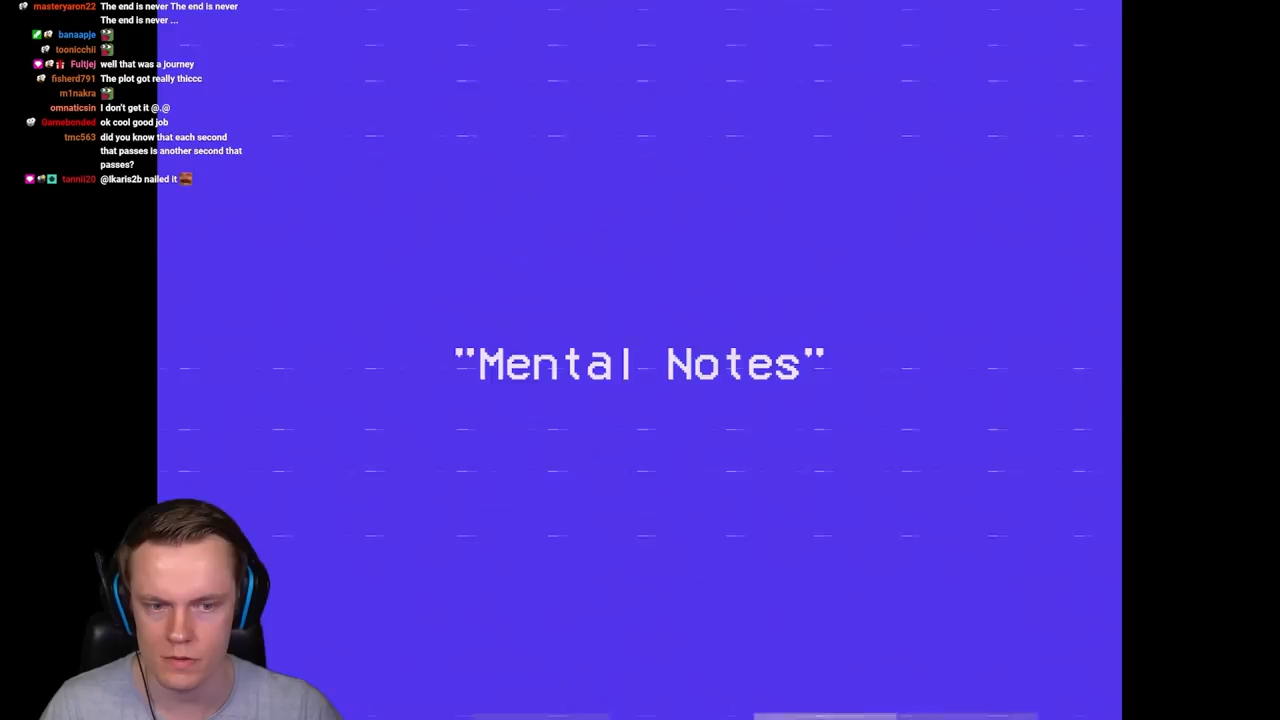 masteryaron22 The end is never The end is never
The end is never ...
banaapje
toonicchii
Fultjej well that was a journey
fisherd791 The plot got really thiccc
m1nakra
omnaticsin I don't get it @.@
Gamebonded ok cool good job
tmc563 did you know that each second
that passes is another second that
passes?
tannii20 @Ikaris2b nailed it
"Mental Notes"